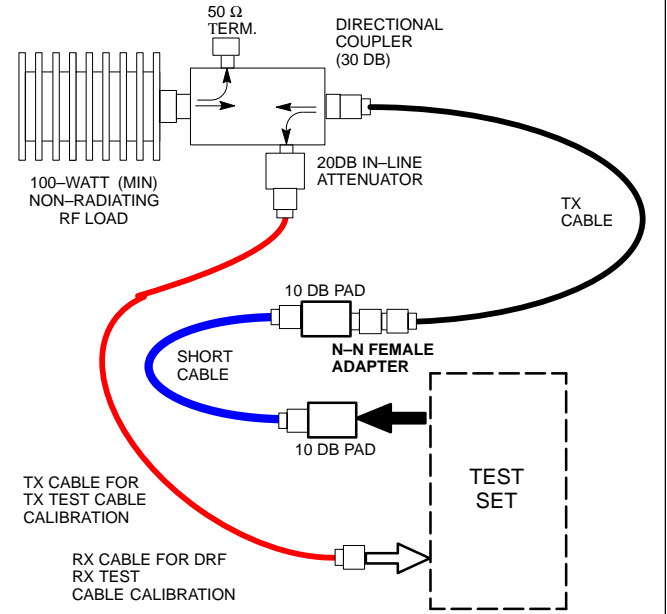 50 Ω
TERM.
DIRECTIONAL
COUPLER
(30 DB)
100–WATT (MIN)
NON–RADIATING
RF LOAD
20DB IN–LINE
ATTENUATOR
TX
CABLE
10 DB PAD
N–N FEMALE
ADAPTER
SHORT
CABLE
10 DB PAD
TEST
SET
TX CABLE FOR
TX TEST CABLE
CALIBRATION
RX CABLE FOR DRF
RX TEST
CABLE CALIBRATION